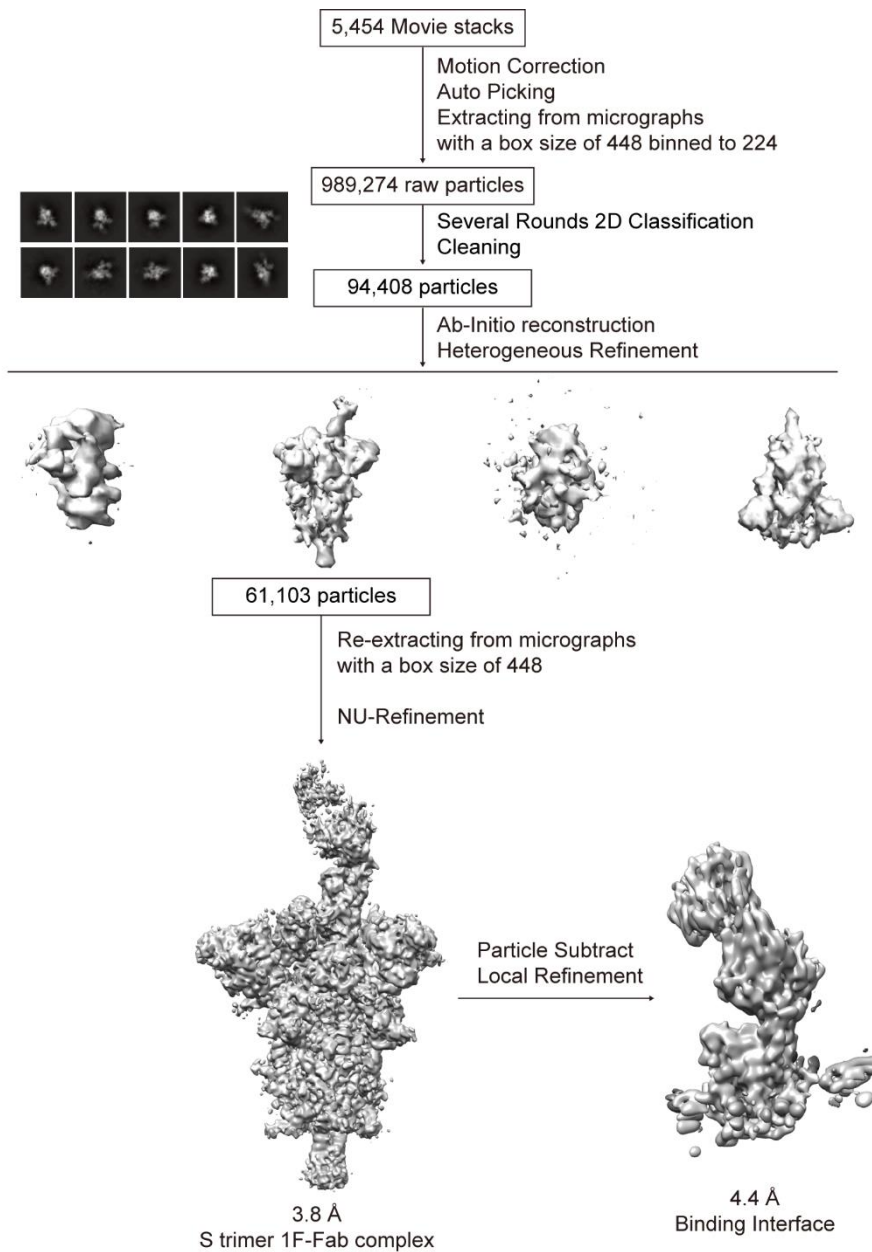 5,454 Movie stacks
Motion Correction
Auto Picking
Extracting from micrographs
with a box size of 448 binned to 224
989,274 raw particles
Several Rounds 2D Classification
Cleaning
94,408 particles
Ab-Initio reconstruction
Heterogeneous Refinement
61,103 particles
Re-extracting from micrographs
with a box size of 448
NU-Refinement
Particle Subtract
Local Refinement
3.8 Å
S trimer 1F-Fab complex
4.4 Å
Binding Interface